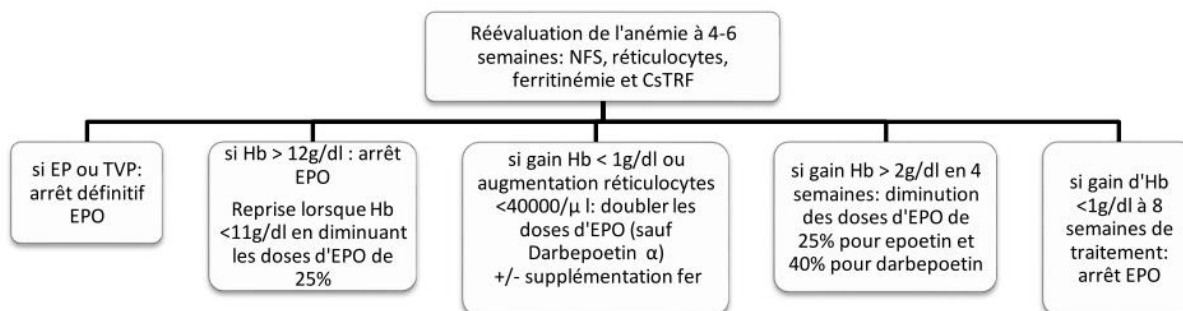 Réévaluation de l'anémie à 4-6
semaines: NFS, réticulocytes,
ferritinémie et CsTRF
si EP ou TVP:
arrêt définitif
EPO
si Hb > 12g/dl : arrêt
EPO
Reprise lorsque Hb
<11g/dl en diminuant
les doses d'EPO de
25%
si gain Hb < 1g/dl ou
augmentation réticulocytes
<40000/µ l: doubler les
doses d'EPO (sauf
Darbepoetin α)
+/- supplémentation fer
si gain Hb > 2g/dl en 4
semaines: diminution
des doses d'EPO de
25% pour epoetin et
40% pour darbepoetin
si gain d'Hb
<1g/dl à 8
semaines de
traitement:
arrêt EPO